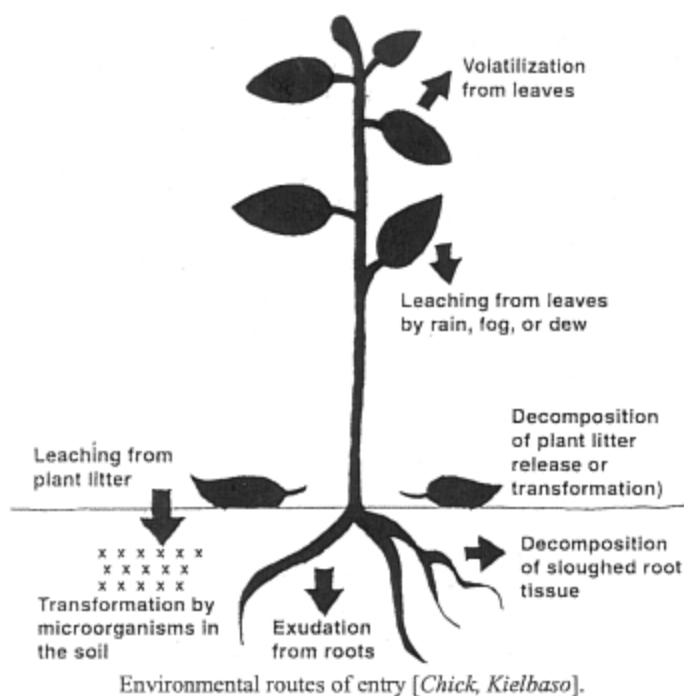 Volatilization
from leaves
Leaching from leaves
by rain, fog, or dew
Decomposition
of plant litter
release or
transformation)
Leaching from
plant litter
x x x x x x
x x x x x
x x x x x
Decomposition
of sloughed root
tissue
Transformation by
microorganisms in
the soil
Exudation
from roots
Environmental routes of entry [Chick, Kielbaso].